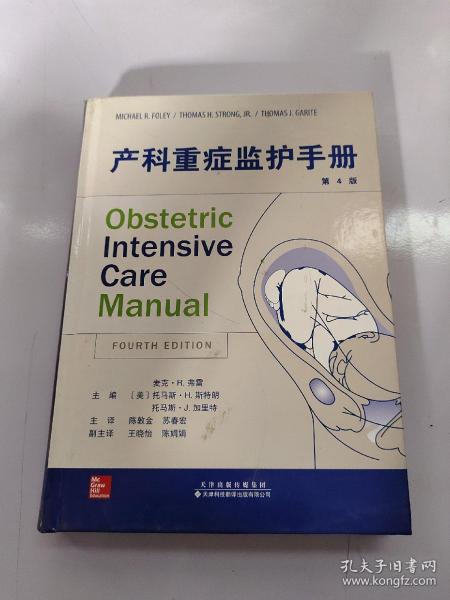 MICHAEL R. FOLEY / THOMAS H. STRONG, JR. / THOMAS J. GARITE
产科重症监护手册
第 4 版
Obstetric
Intensive
Care
Manual
FOURTH EDITION
麦克·R. 弗雷
主 编 〔美〕托马斯·H. 斯特朗
托马斯·J. 加里特
主 译 陈敦金 苏春宏
副主译 王晓怡 陈娟娟
Mc
Graw
Hill
Education
天津出版传媒集团
天津科技翻译出版有限公司
孔夫子旧书网
www.kongfz.com